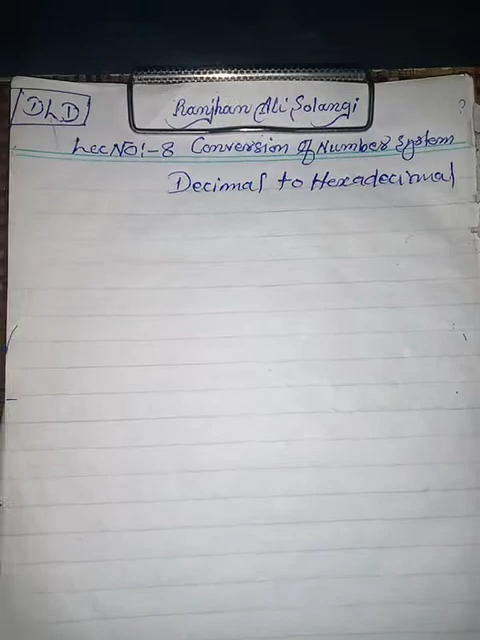 DLD
Ranjhan Ali Solangi
Lec No:- 8 Conversion of Number System
Decimal to Hexadecimal